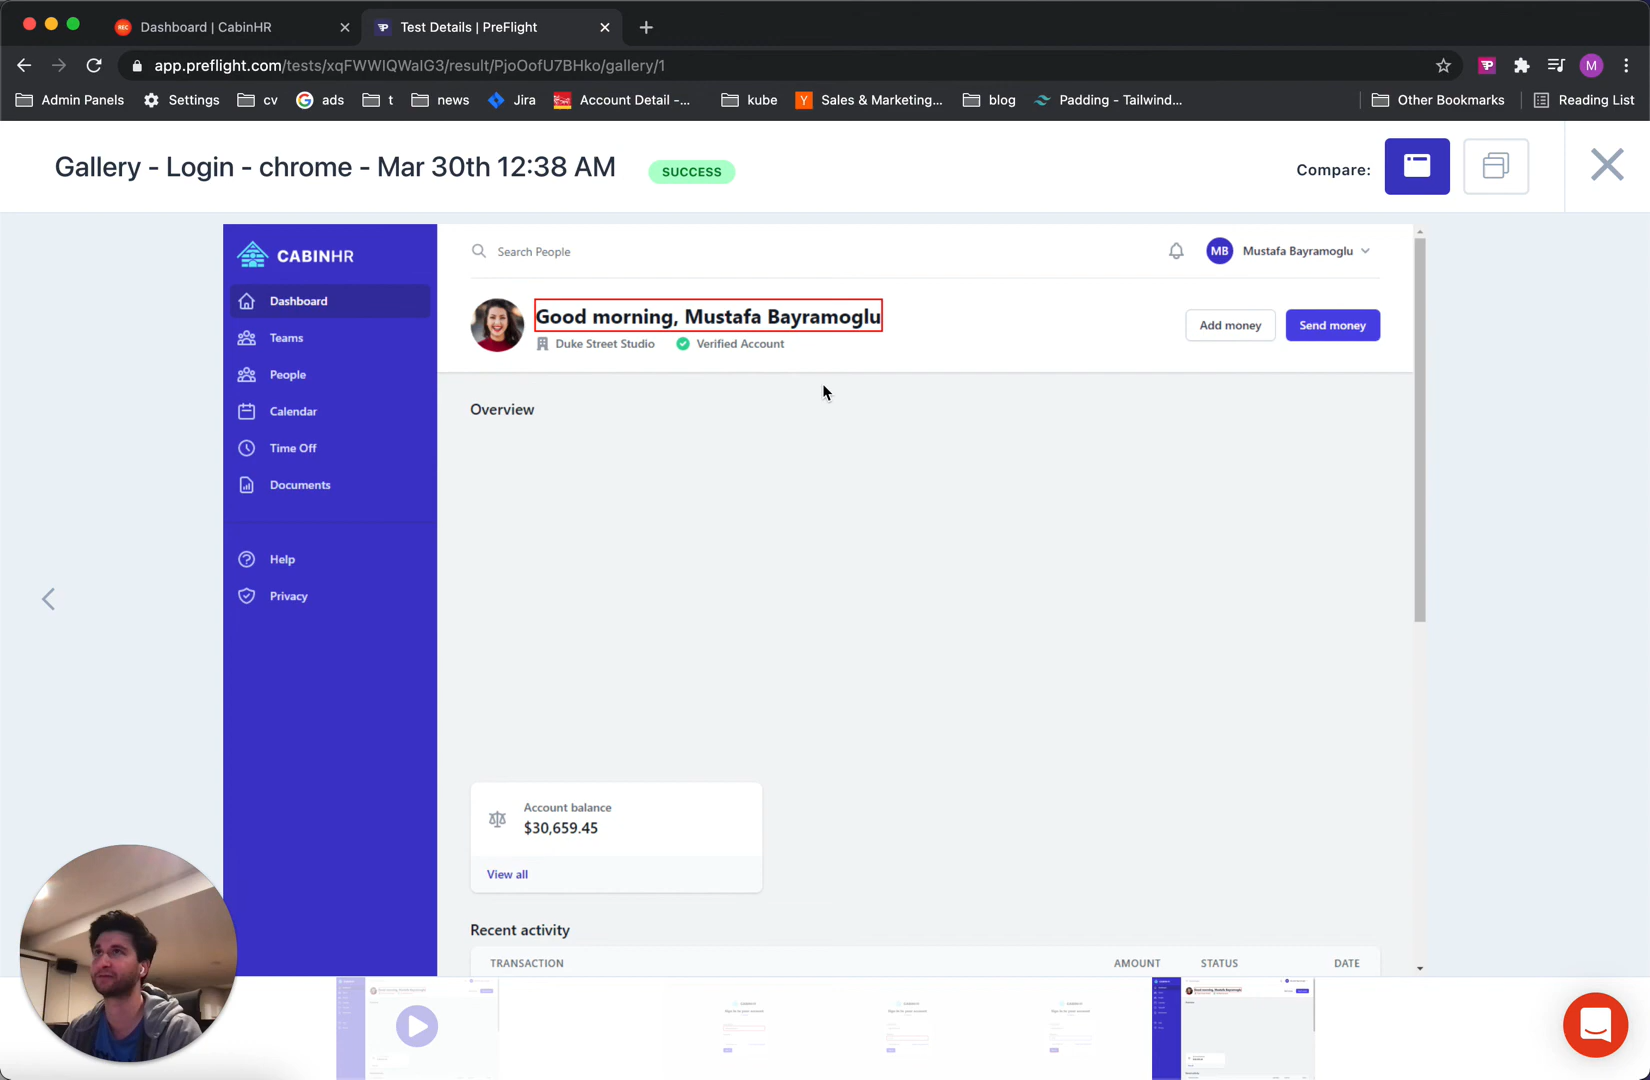 REC Dashboard | CabinHR
Test Details | PreFlight
app.preflight.com/tests/xqFWWlQWalG3/result/PjoOofU7BHko/gallery/1
M
Admin Panels Settings cv ads t news Jira Account Detail -... kube Sales & Marketing... blog Padding - Tailwind... Other Bookmarks Reading List
Gallery - Login - chrome - Mar 30th 12:38 AM SUCCESS Compare:
CABINHR
Dashboard
Teams
People
Calendar
Time Off
Documents
Help
Privacy
Search People
MB Mustafa Bayramoglu
Good morning, Mustafa Bayramoglu
Duke Street Studio Verified Account
Add money Send money
Overview
Account balance
$30,659.45
View all
Recent activity
TRANSACTION AMOUNT STATUS DATE